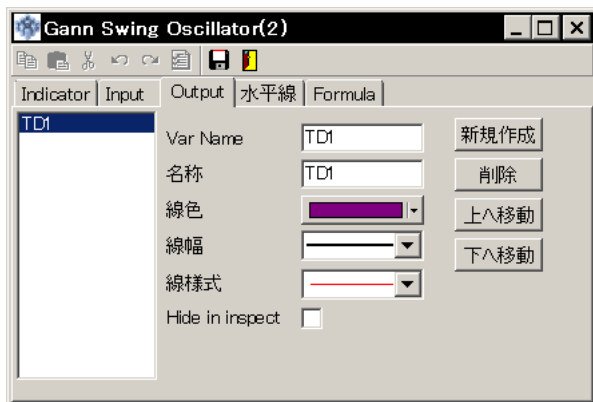 Gann Swing Oscillator(2)
Indicator Input Output 水平線 Formula
TD1
Var Name TD1 新規作成
名称 TD1 削除
線色 上へ移動
線幅 下へ移動
線様式
Hide in inspect